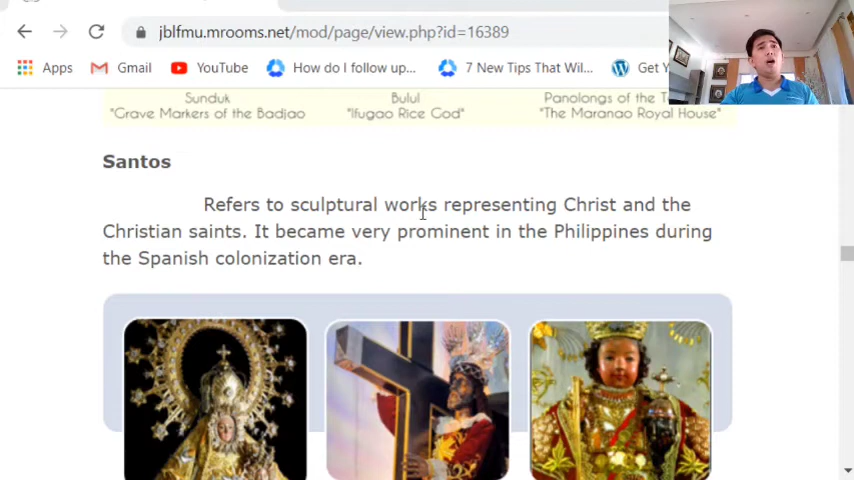 jblfmu.mrooms.net/mod/page/view.php?id=16389
Apps Gmail YouTube How do I follow up... 7 New Tips That Wil... Get Y
Sunduk Bulul Panolongs of the T
"Grave Markers of the Badjao "Ifugao Rice God" "The Maranao Royal House"
Santos
Refers to sculptural works representing Christ and the
Christian saints. It became very prominent in the Philippines during
the Spanish colonization era.